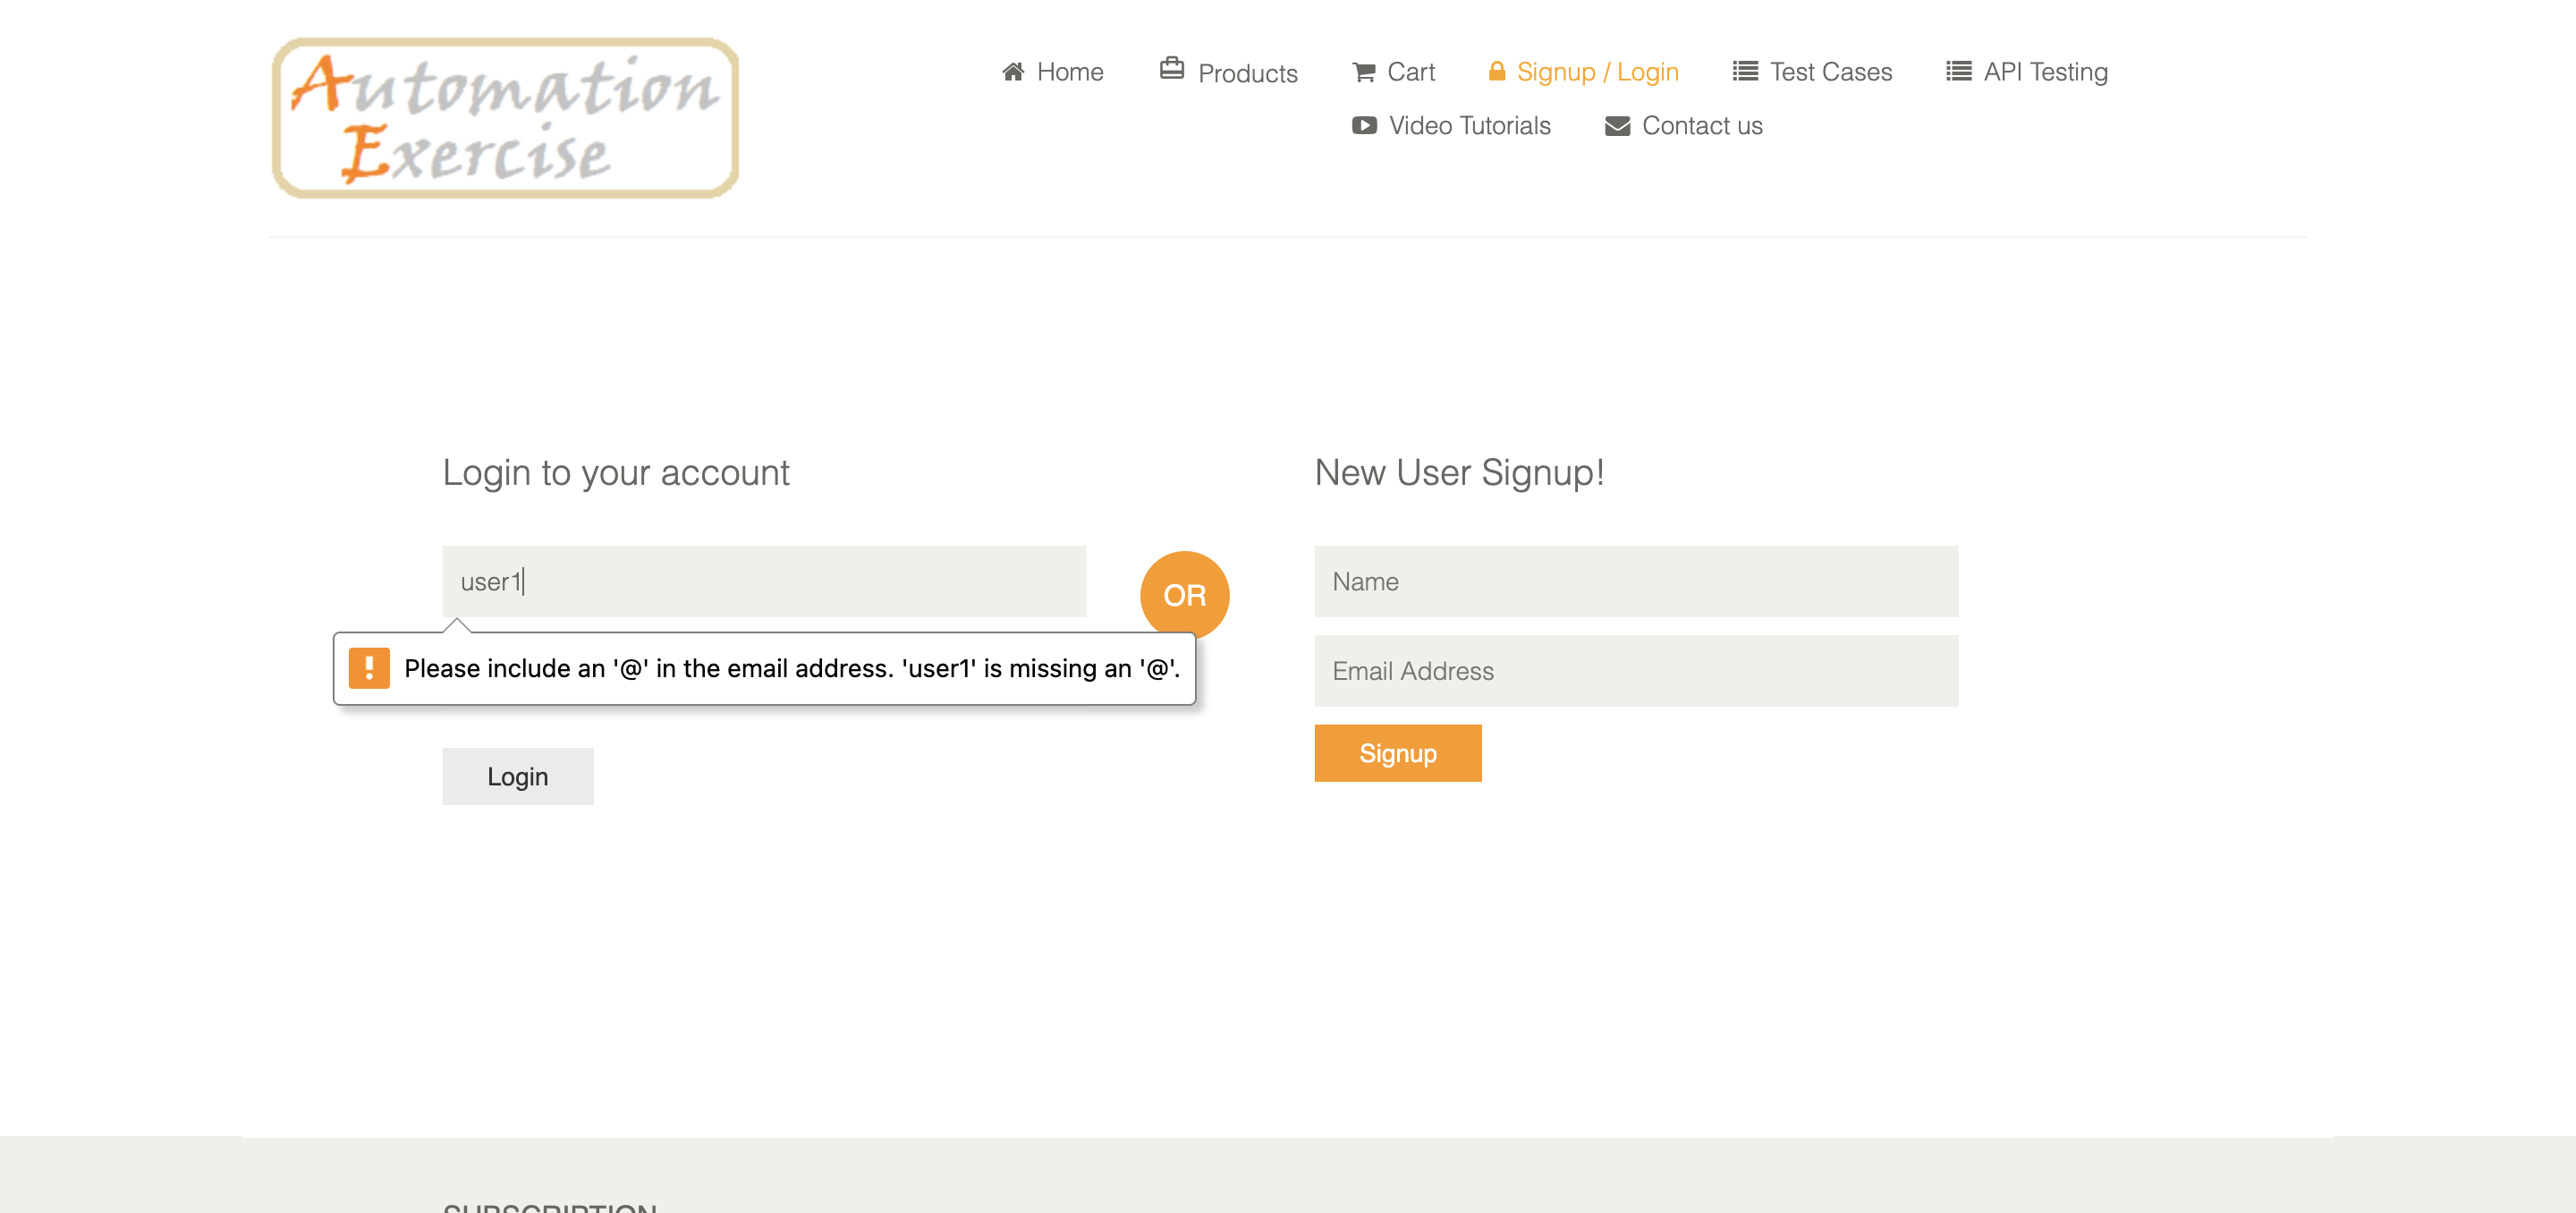 Automation
Exercise
Home
Products
Cart
Signup / Login
Test Cases
API Testing
Video Tutorials
Contact us
Login to your account
New User Signup!
user1
OR
Name
Please include an '@' in the email address. 'user1' is missing an '@'.
Email Address
Signup
Login
SUBSCRIPTION